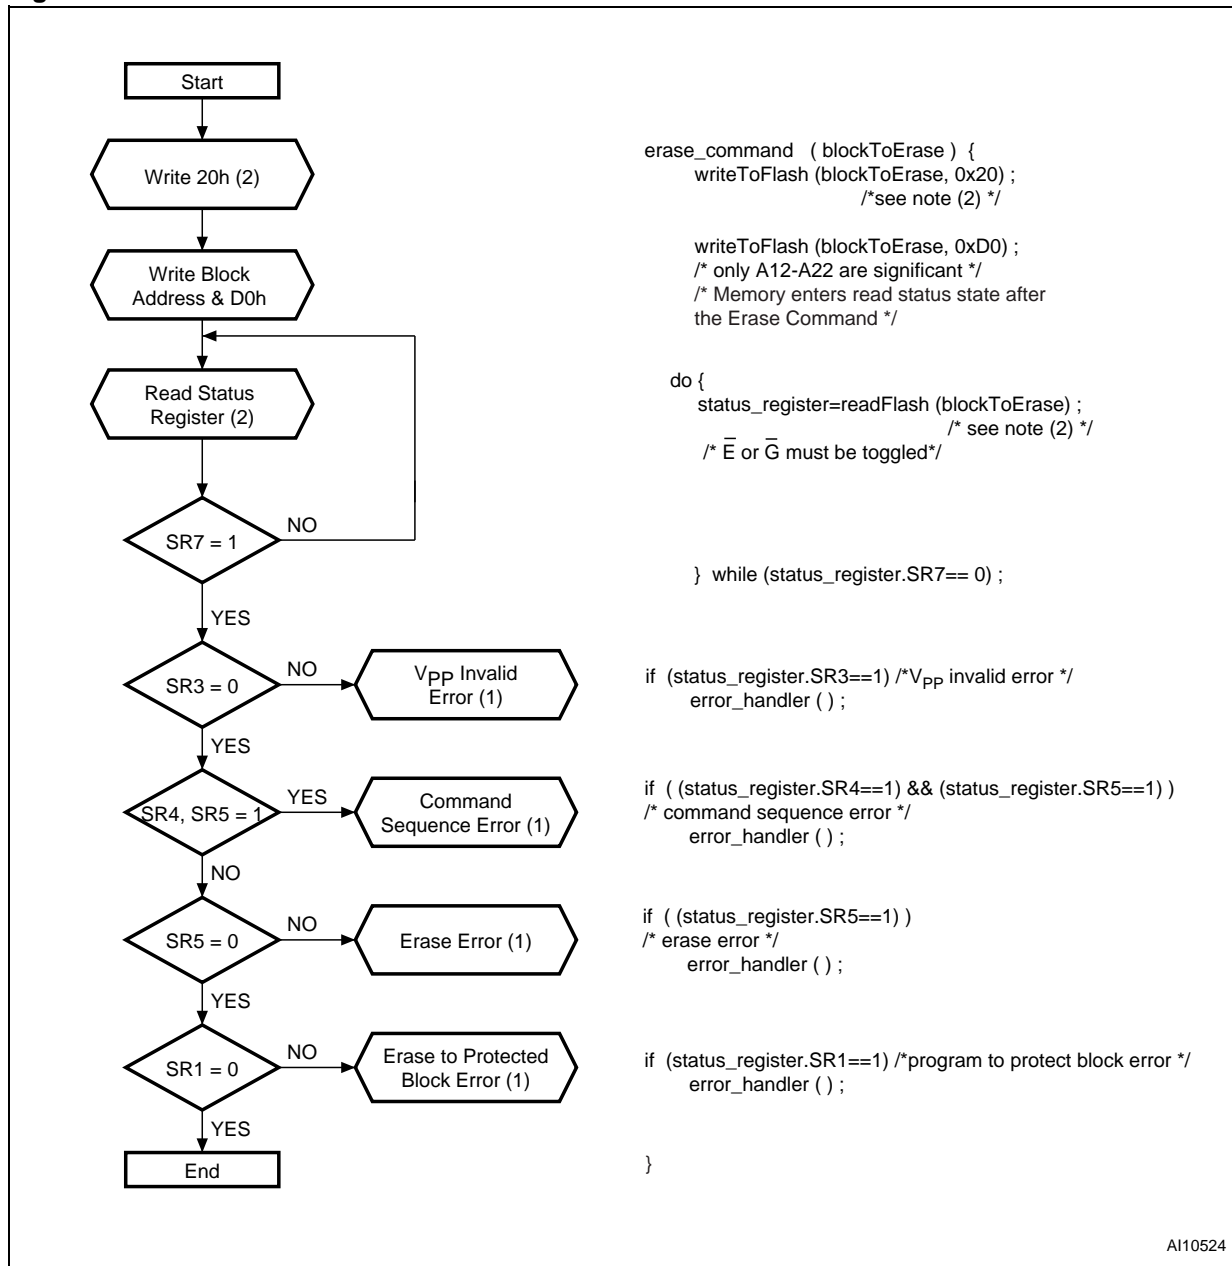 Start
Write 20h (2)
Write Block
Address & D0h
Read Status
Register (2)
SR7 = 1
NO
YES
SR3 = 0
NO
VPP Invalid
Error (1)
YES
SR4, SR5 = 1
YES
Command
Sequence Error (1)
NO
SR5 = 0
NO
Erase Error (1)
YES
SR1 = 0
NO
Erase to Protected
Block Error (1)
YES
End
erase_command ( blockToErase ) {
writeToFlash (blockToErase, 0x20) ;
/*see note (2) */
writeToFlash (blockToErase, 0xD0) ;
/* only A12-A22 are significant */
/* Memory enters read status state after
the Erase Command */
do {
status_register=readFlash (blockToErase) ;
/* see note (2) */
/* E̅ or G̅ must be toggled*/
} while (status_register.SR7== 0) ;
if (status_register.SR3==1) /*VPP invalid error */
error_handler ( ) ;
if ( (status_register.SR4==1) && (status_register.SR5==1) )
/* command sequence error */
error_handler ( ) ;
if ( (status_register.SR5==1) )
/* erase error */
error_handler ( ) ;
if (status_register.SR1==1) /*program to protect block error */
error_handler ( ) ;
}
AI10524